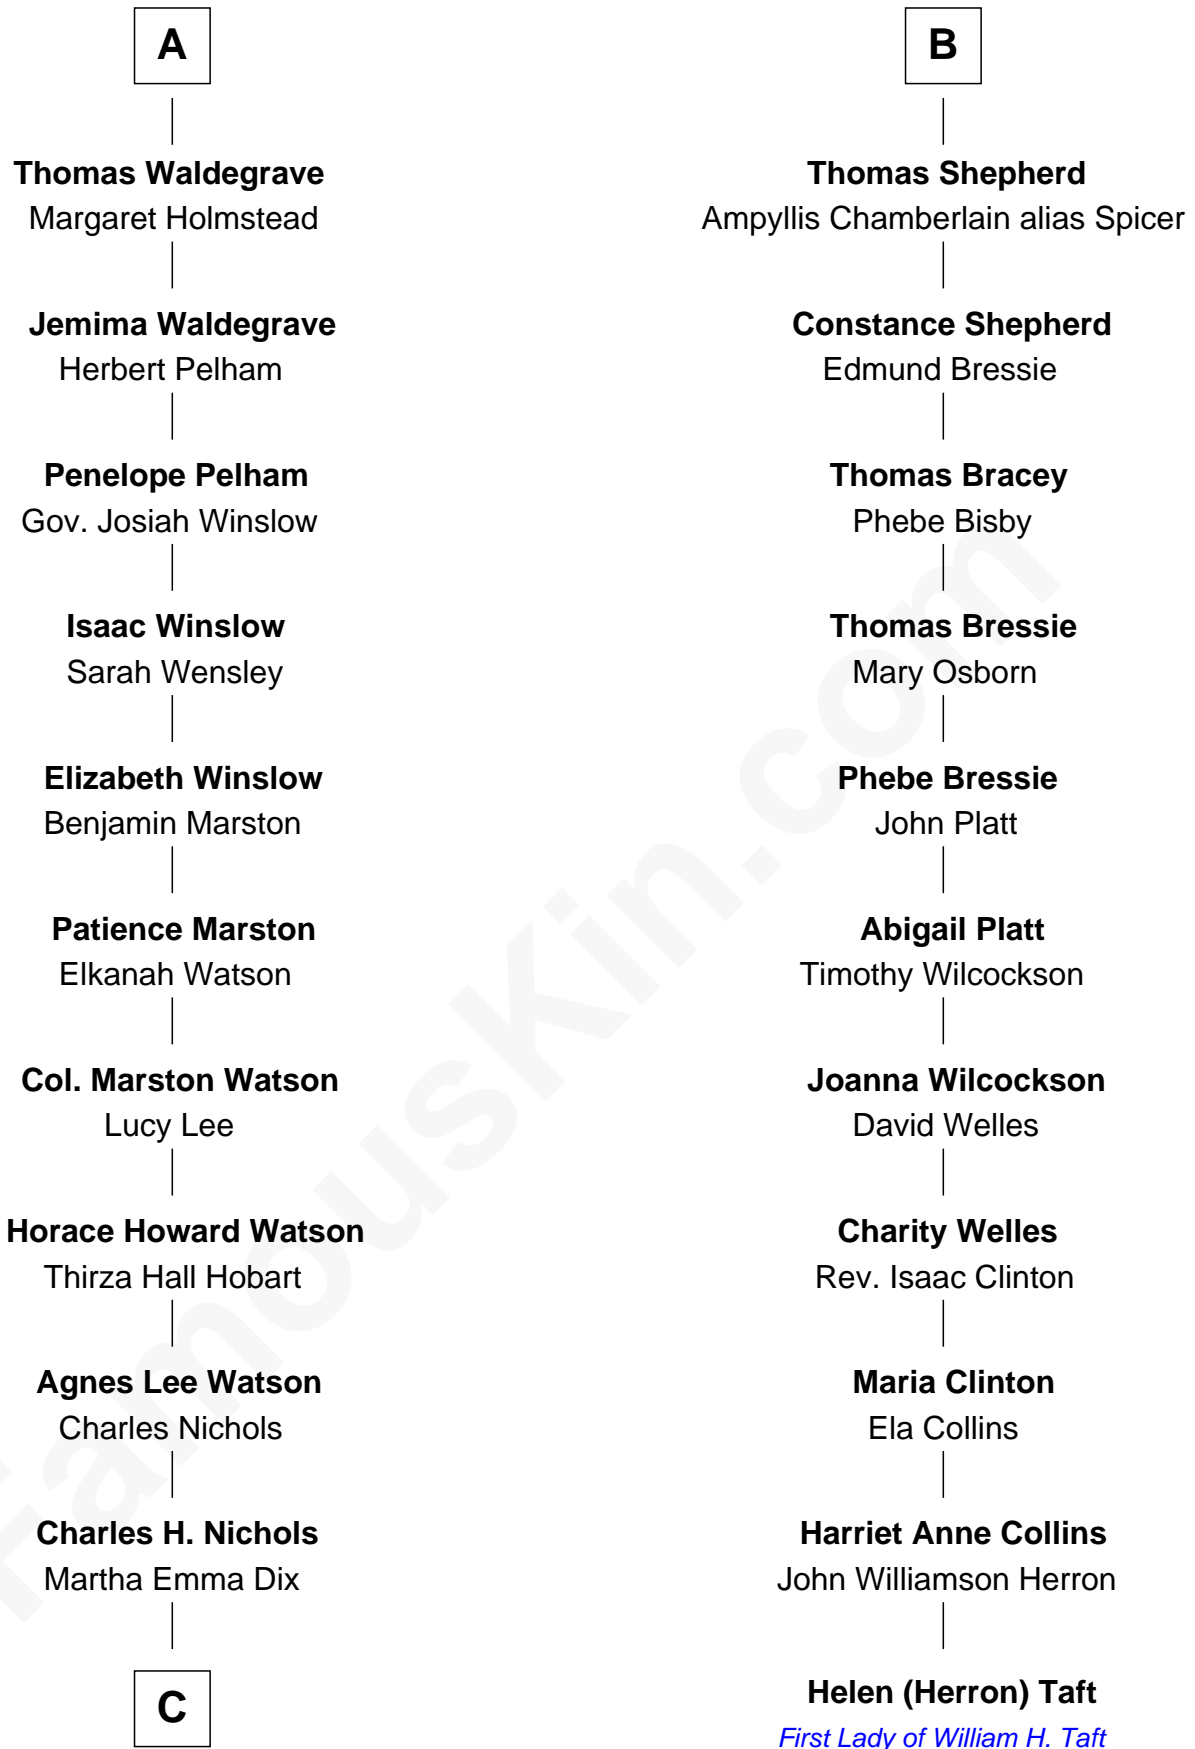 A
Thomas Waldegrave
Margaret Holmstead
Jemima Waldegrave
Herbert Pelham
Penelope Pelham
Gov. Josiah Winslow
Isaac Winslow
Sarah Wensley
Elizabeth Winslow
Benjamin Marston
Patience Marston
Elkanah Watson
Col. Marston Watson
Lucy Lee
Horace Howard Watson
Thirza Hall Hobart
Agnes Lee Watson
Charles Nichols
Charles H. Nichols
Martha Emma Dix
C
B
Thomas Shepherd
Ampyllis Chamberlain alias Spicer
Constance Shepherd
Edmund Bressie
Thomas Bracey
Phebe Bisby
Thomas Bressie
Mary Osborn
Phebe Bressie
John Platt
Abigail Platt
Timothy Wilcockson
Joanna Wilcockson
David Welles
Charity Welles
Rev. Isaac Clinton
Maria Clinton
Ela Collins
Harriet Anne Collins
John Williamson Herron
Helen (Herron) Taft
First Lady of William H. Taft
FamousKin.com